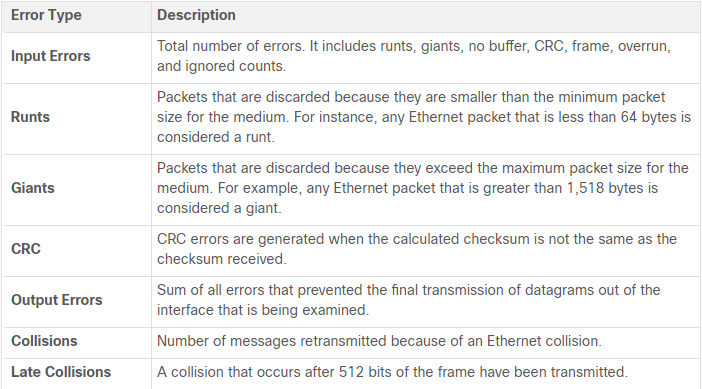 Error Type Description
Input Errors Total number of errors. It includes runts, giants, no buffer, CRC, frame, overrun,
and ignored counts.
Runts Packets that are discarded because they are smaller than the minimum packet
size for the medium. For instance, any Ethernet packet that is less than 64 bytes is
considered a runt.
Giants Packets that are discarded because they exceed the maximum packet size for the
medium. For example, any Ethernet packet that is greater than 1,518 bytes is
considered a giant.
CRC CRC errors are generated when the calculated checksum is not the same as the
checksum received.
Output Errors Sum of all errors that prevented the final transmission of datagrams out of the
interface that is being examined.
Collisions Number of messages retransmitted because of an Ethernet collision.
Late Collisions A collision that occurs after 512 bits of the frame have been transmitted.